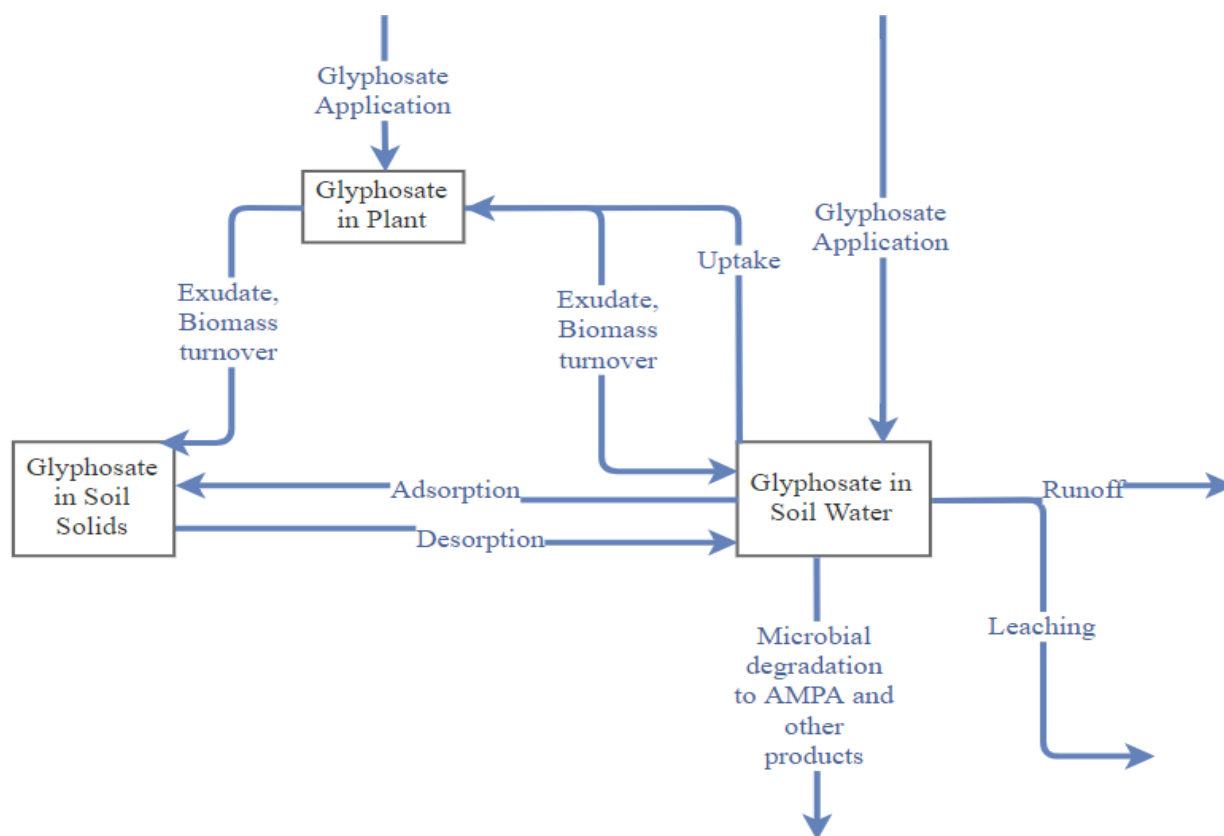 Glyphosate
Application
Glyphosate
in Plant
Glyphosate
Application
Uptake
Exudate,
Biomass
turnover
Exudate,
Biomass
turnover
Glyphosate
in Soil
Solids
Adsorption
Desorption
Glyphosate in
Soil Water
Runoff
Leaching
Microbial
degradation
to AMPA and
other
products